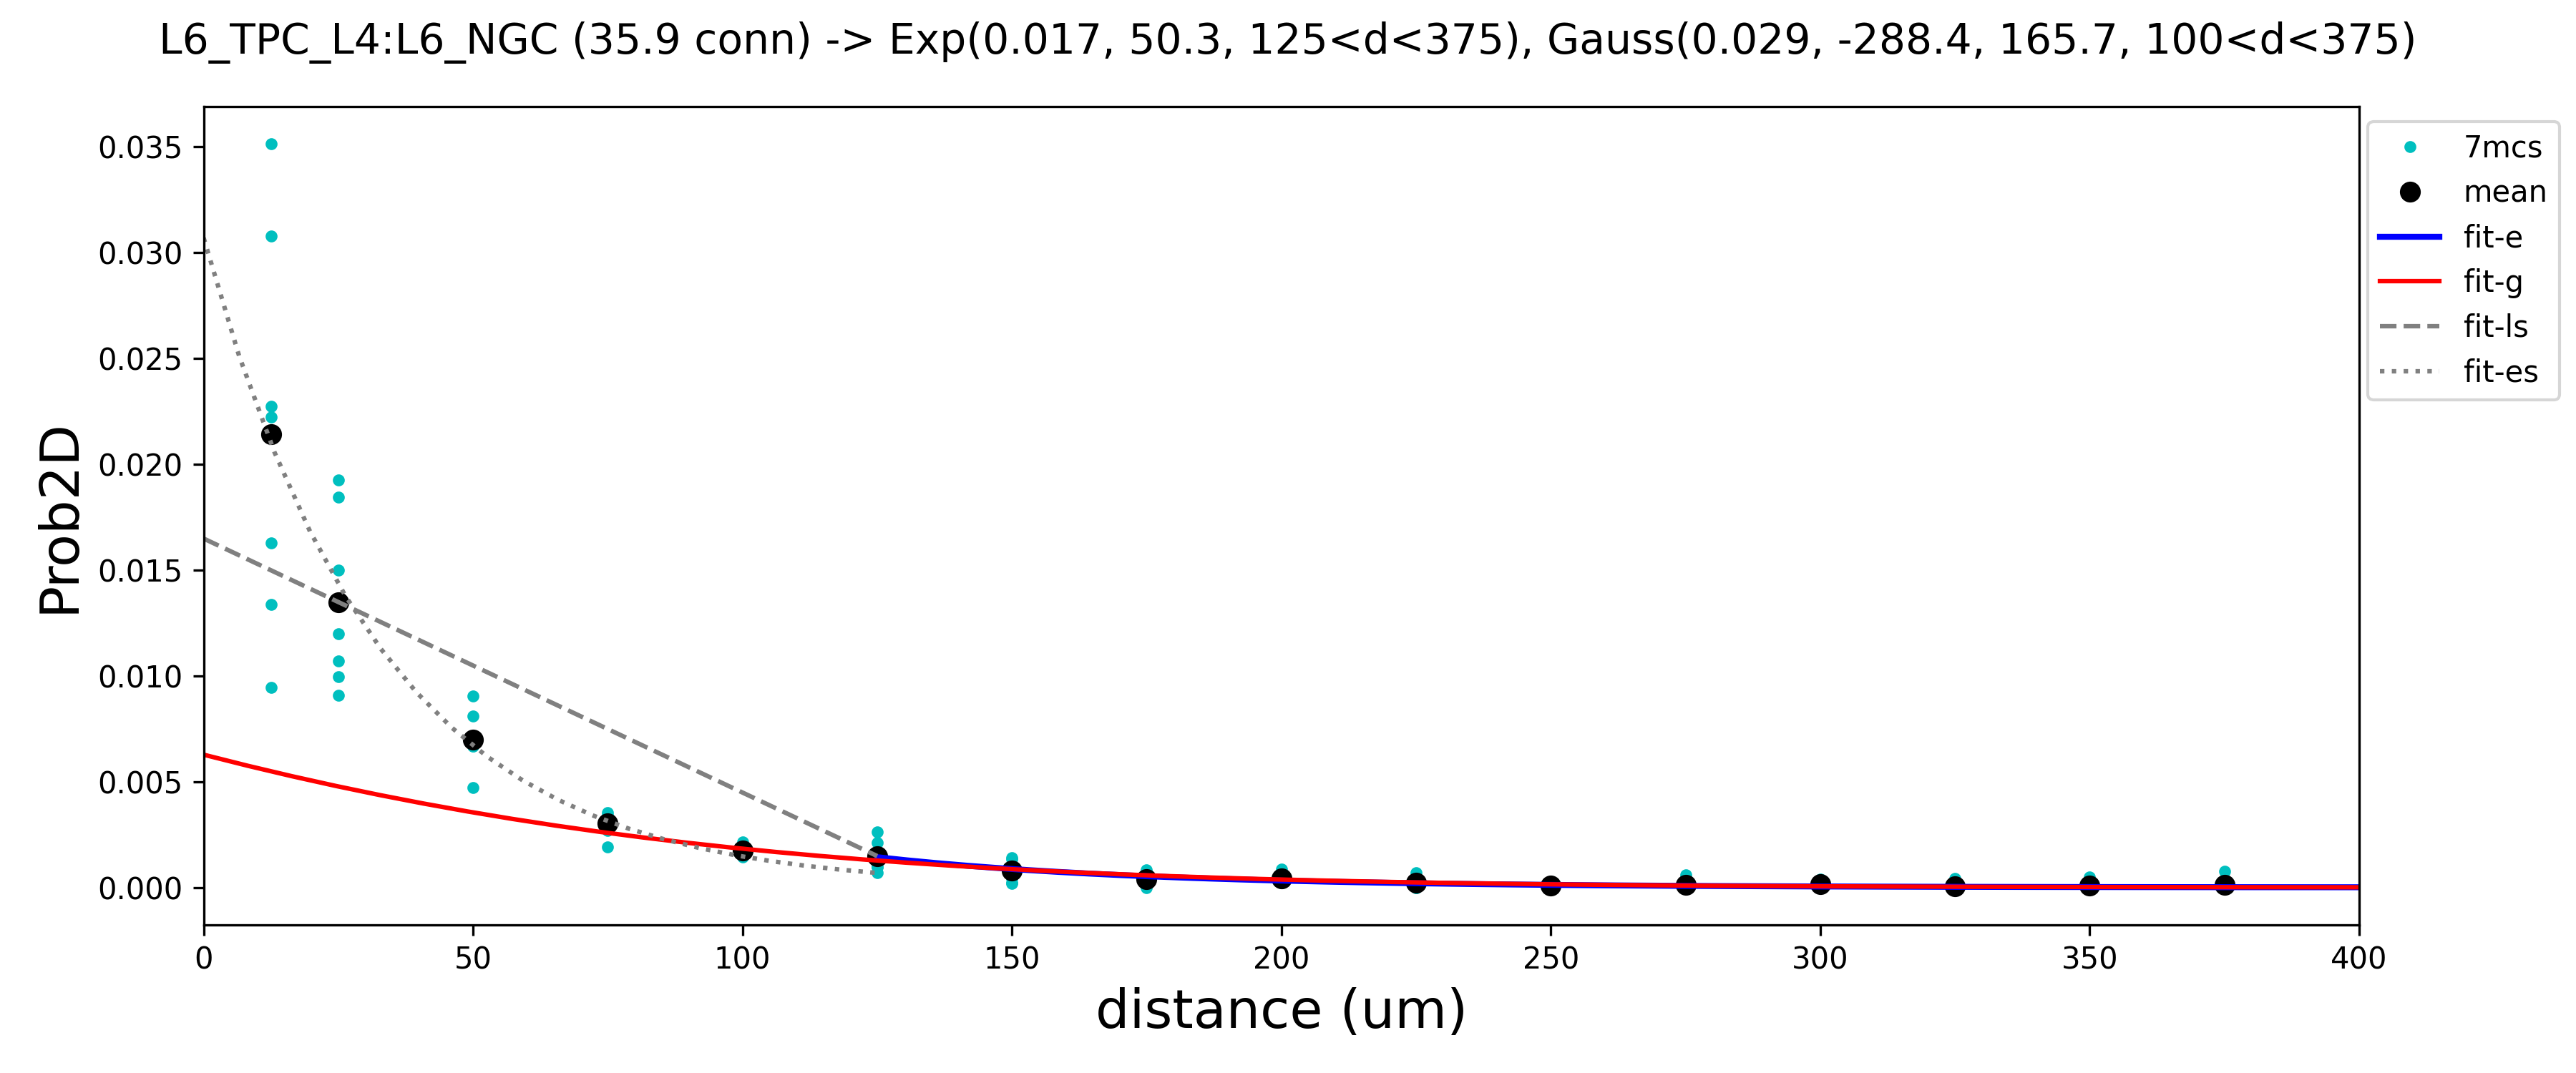 L6_TPC_L4:L6_NGC (35.9 conn) -> Exp(0.017, 50.3, 125<d<375), Gauss(0.029, -288.4, 165.7, 100<d<375)
Prob2D
0.035
0.030
0.025
0.020
0.015
0.010
0.005
0.000
0 50 100 150 200 250 300 350 400
distance (um)
7mcs
mean
fit-e
fit-g
fit-ls
fit-es